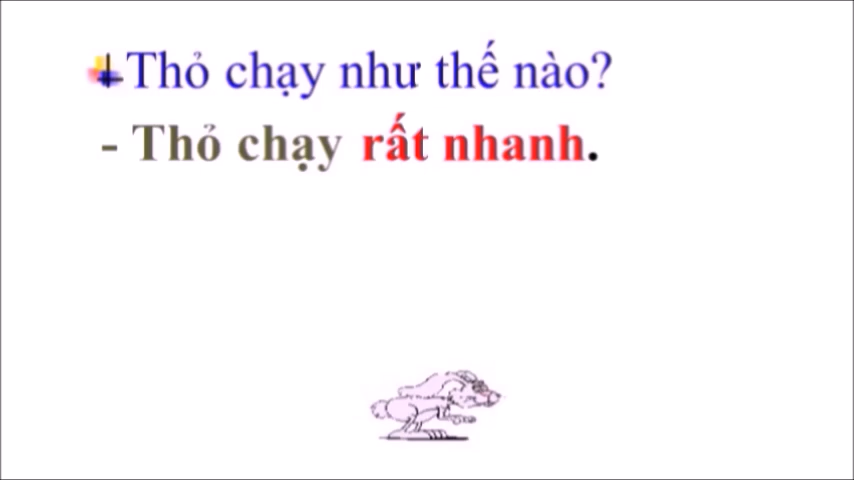 Thỏ chạy như thế nào?
- Thỏ chạy rất nhanh.